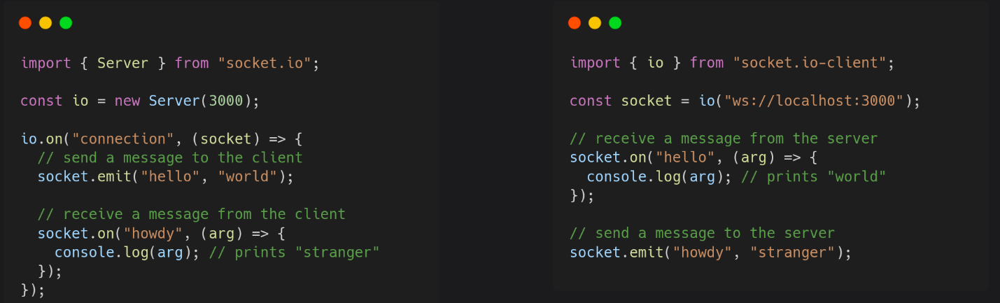 import { Server } from "socket.io";
const io = new Server(3000);
io.on("connection", (socket) => {
  // send a message to the client
  socket.emit("hello", "world");
  // receive a message from the client
  socket.on("howdy", (arg) => {
    console.log(arg); // prints "stranger"
  });
});
import { io } from "socket.io-client";
const socket = io("ws://localhost:3000");
// receive a message from the server
socket.on("hello", (arg) => {
  console.log(arg); // prints "world"
});
// send a message to the server
socket.emit("howdy", "stranger");